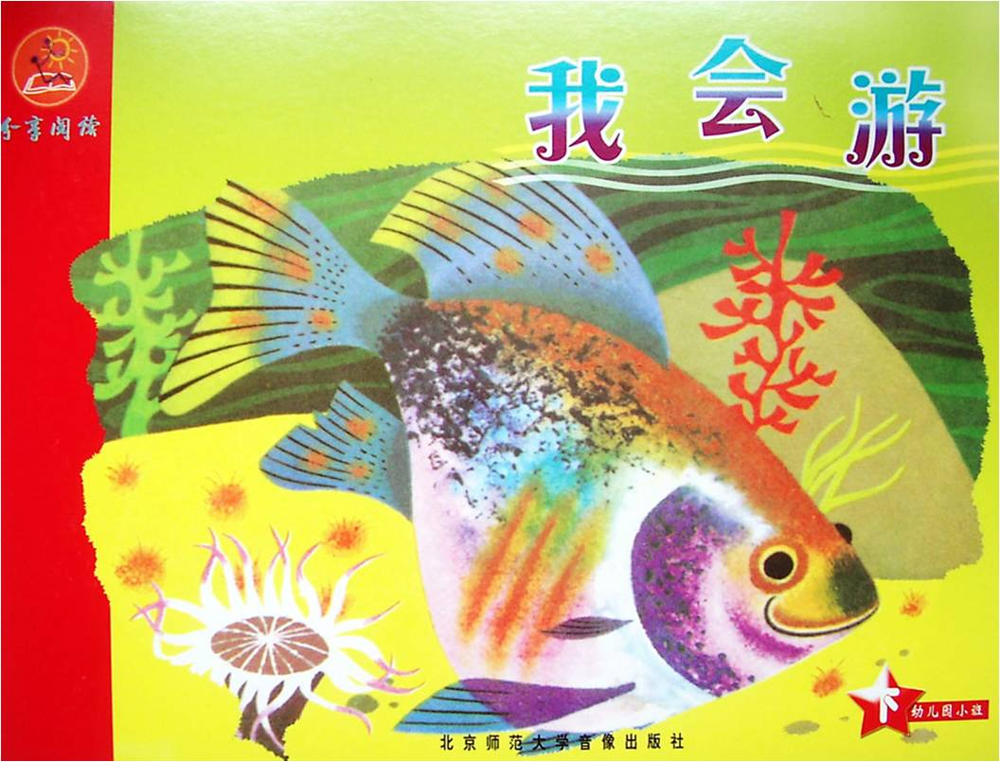 我会游
分享阅读
下
幼儿园小班
北京师范大学音像出版社